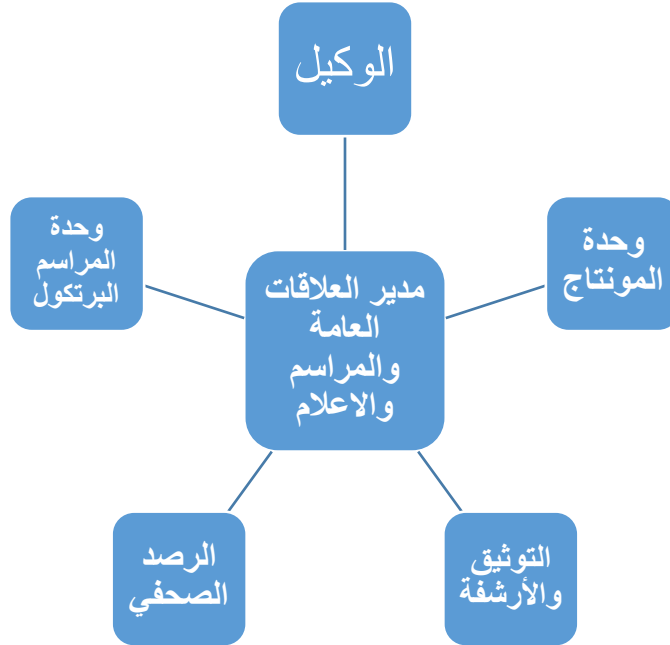 الوكيل
وحدة
المونتاج
وحدة
المراسم
البرتكول
مدير العلاقات
العامة
والمراسم
والاعلام
التوثيق
والأرشفة
الرصد
الصحفي